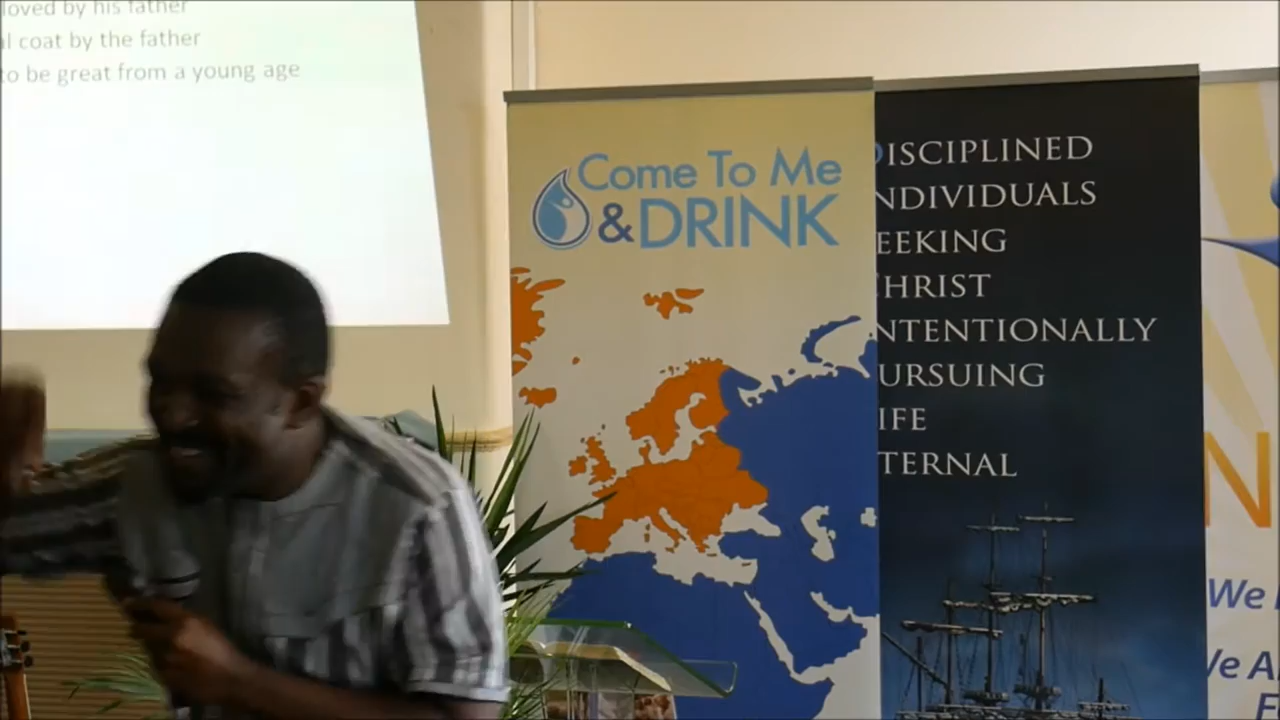 loved by his father
l coat by the father
to be great from a young age
Come To Me
& DRINK
DISCIPLINED
NDIVIDUALS
EEKING
HRIST
NTENTIONALLY
URSUING
IFE
TERNAL
N
We
We A